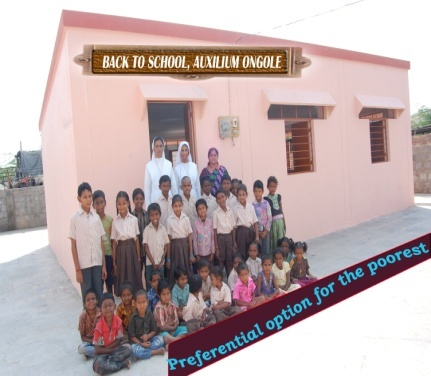 BACK TO SCHOOL, AUXILIUM ONGOLE
Preferential option for the poorest